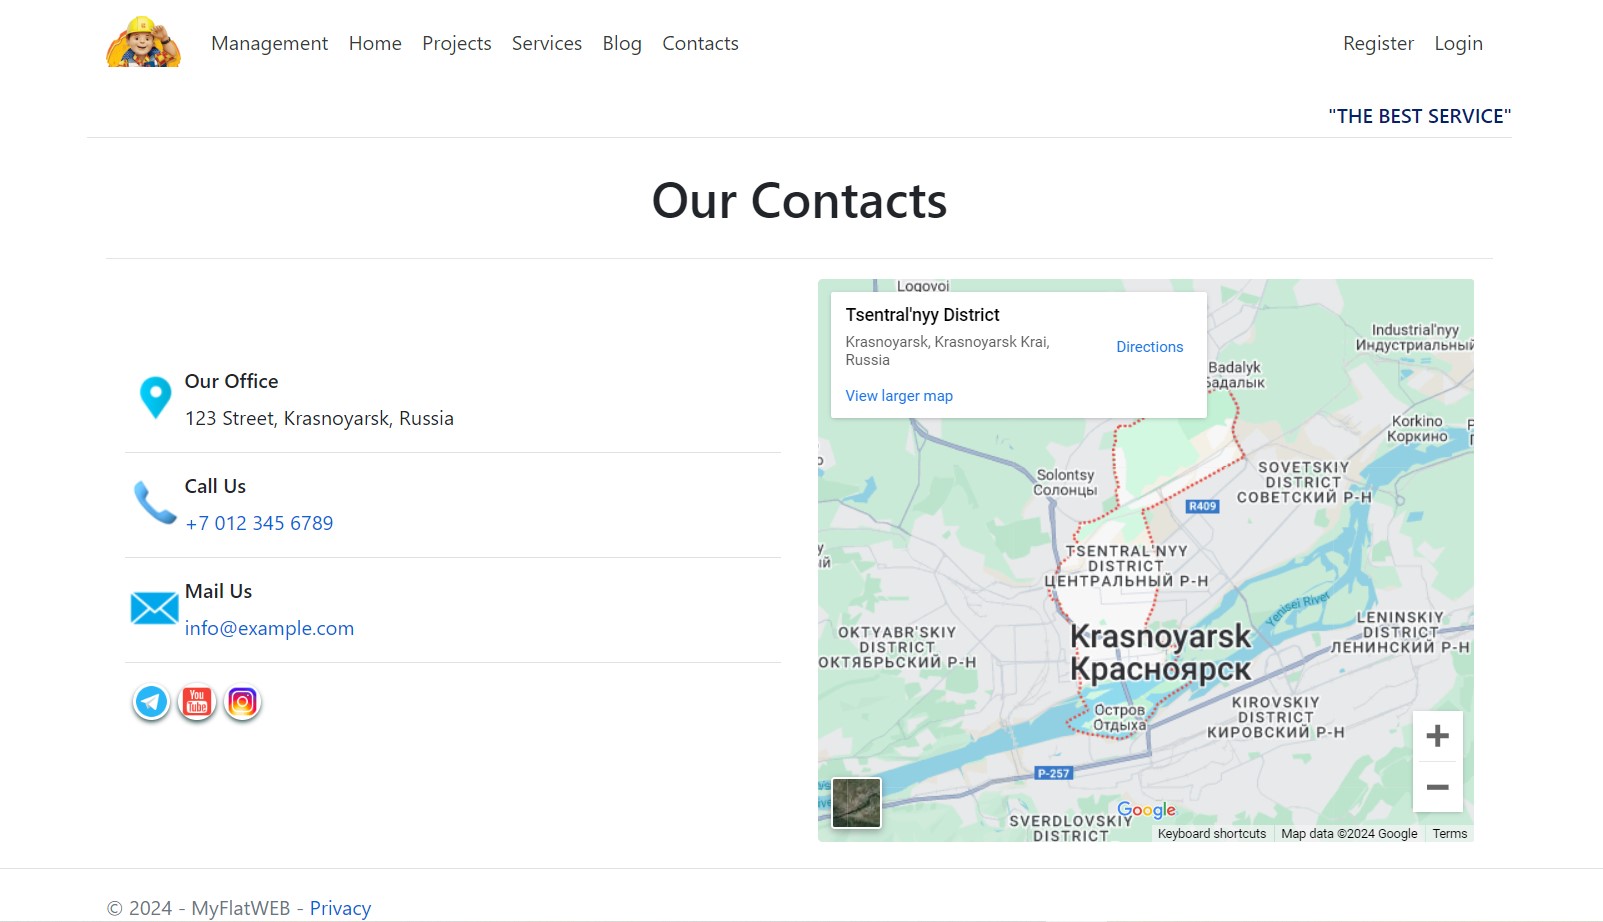 Management Home Projects Services Blog Contacts Register Login
"THE BEST SERVICE"
Our Contacts
Our Office
123 Street, Krasnoyarsk, Russia
Call Us
+7 012 345 6789
Mail Us
info@example.com
You
Tube
Logovoi
Tsentral'nyy District
Krasnoyarsk, Krasnoyarsk Krai,
Russia
Directions
View larger map
Industrial'nyy
Индустриальный
Badalyk
Бадалык
Korkino
Коркино
Solontsy
Солонцы
SOVETSKIY
DISTRICT
СОВЕТСКИЙ Р-Н
R409
TSENTRAL'NYY
DISTRICT
ЦЕНТРАЛЬНЫЙ Р-Н
Yenisei River
OKTYABR'SKIY
DISTRICT
ОКТЯБРЬСКИЙ Р-Н
LENINSKIY
DISTRICT
ЛЕНИНСКИЙ Р-Н
Krasnoyarsk
Красноярск
KIROVSKIY
DISTRICT
КИРОВСКИЙ Р-Н
Остров
Отдыха
P-257
SVERDLOVSKIY
DISTRICT
Google
Keyboard shortcuts Map data ©2024 Google Terms
© 2024 - MyFlatWEB - Privacy